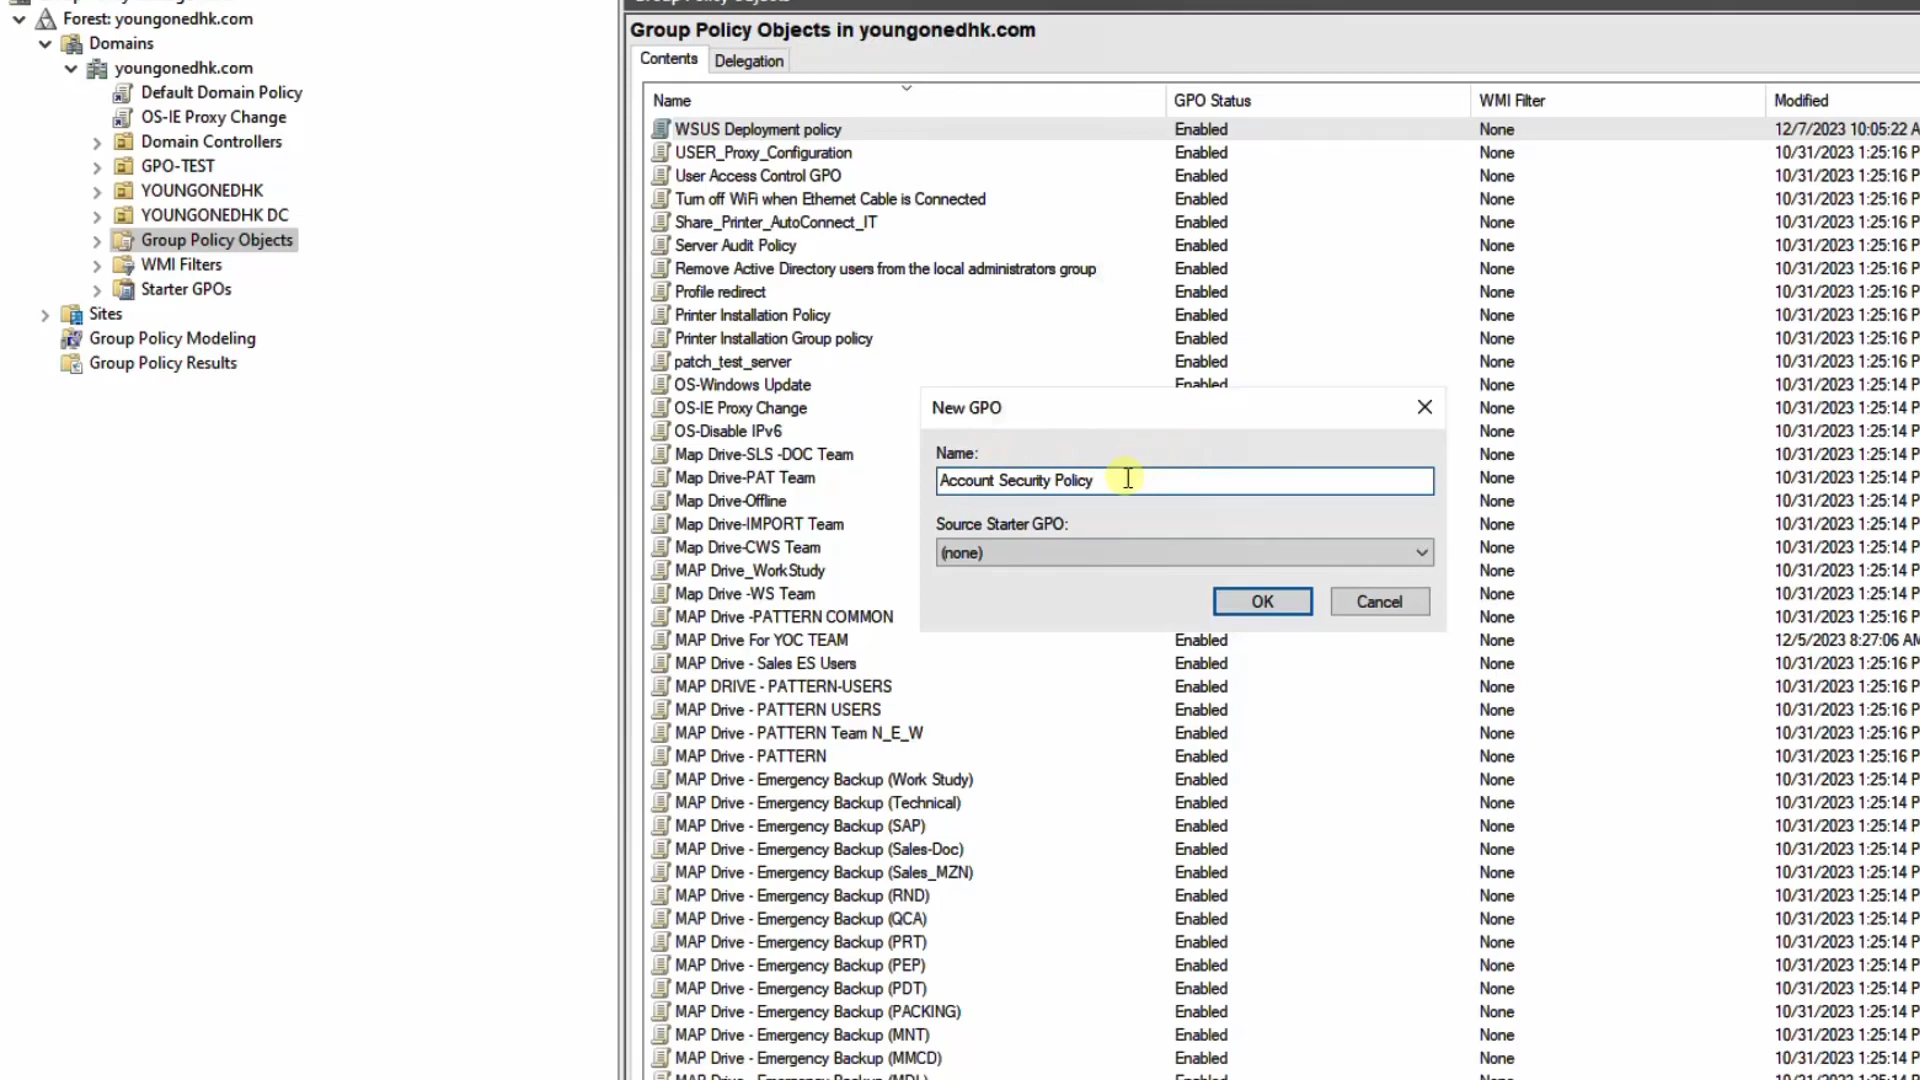 Forest: youngonedhk.com
Domains
youngonedhk.com
Default Domain Policy
OS-IE Proxy Change
Domain Controllers
GPO-TEST
YOUNGONEDHK
YOUNGONEDHK DC
Group Policy Objects
WMI Filters
Starter GPOs
Sites
Group Policy Modeling
Group Policy Results
Group Policy Objects in youngonedhk.com
Contents Delegation
Name GPO Status WMI Filter Modified
WSUS Deployment policy Enabled None 12/7/2023 10:05:22 A
USER_Proxy_Configuration Enabled None 10/31/2023 1:25:16 P
User Access Control GPO Enabled None 10/31/2023 1:25:16 P
Turn off WiFi when Ethernet Cable is Connected Enabled None 10/31/2023 1:25:16 P
Share_Printer_AutoConnect_IT Enabled None 10/31/2023 1:25:16 P
Server Audit Policy Enabled None 10/31/2023 1:25:16 P
Remove Active Directory users from the local administrators group Enabled None 10/31/2023 1:25:16 P
Profile redirect Enabled None 10/31/2023 1:25:16 P
Printer Installation Policy Enabled None 10/31/2023 1:25:16 P
Printer Installation Group policy Enabled None 10/31/2023 1:25:16 P
patch_test_server Enabled None 10/31/2023 1:25:16 P
OS-Windows Update Enabled None 10/31/2023 1:25:14 P
OS-IE Proxy Change None 10/31/2023 1:25:14 P
OS-Disable IPv6 None 10/31/2023 1:25:14 P
Map Drive-SLS -DOC Team None 10/31/2023 1:25:14 P
Map Drive-PAT Team None 10/31/2023 1:25:14 P
Map Drive-Offline None 10/31/2023 1:25:14 P
Map Drive-IMPORT Team None 10/31/2023 1:25:14 P
Map Drive-CWS Team None 10/31/2023 1:25:14 P
MAP Drive_WorkStudy None 10/31/2023 1:25:14 P
Map Drive -WS Team None 10/31/2023 1:25:14 P
MAP Drive -PATTERN COMMON None 10/31/2023 1:25:14 P
MAP Drive For YOC TEAM Enabled None 12/5/2023 8:27:06 AM
MAP Drive - Sales ES Users Enabled None 10/31/2023 1:25:16 P
MAP DRIVE - PATTERN-USERS Enabled None 10/31/2023 1:25:16 P
MAP Drive - PATTERN USERS Enabled None 10/31/2023 1:25:16 P
MAP Drive - PATTERN Team N_E_W Enabled None 10/31/2023 1:25:14 P
MAP Drive - PATTERN Enabled None 10/31/2023 1:25:14 P
MAP Drive - Emergency Backup (Work Study) Enabled None 10/31/2023 1:25:14 P
MAP Drive - Emergency Backup (Technical) Enabled None 10/31/2023 1:25:14 P
MAP Drive - Emergency Backup (SAP) Enabled None 10/31/2023 1:25:14 P
MAP Drive - Emergency Backup (Sales-Doc) Enabled None 10/31/2023 1:25:14 P
MAP Drive - Emergency Backup (Sales_MZN) Enabled None 10/31/2023 1:25:14 P
MAP Drive - Emergency Backup (RND) Enabled None 10/31/2023 1:25:14 P
MAP Drive - Emergency Backup (QCA) Enabled None 10/31/2023 1:25:14 P
MAP Drive - Emergency Backup (PRT) Enabled None 10/31/2023 1:25:14 P
MAP Drive - Emergency Backup (PEP) Enabled None 10/31/2023 1:25:14 P
MAP Drive - Emergency Backup (PDT) Enabled None 10/31/2023 1:25:14 P
MAP Drive - Emergency Backup (PACKING) Enabled None 10/31/2023 1:25:14 P
MAP Drive - Emergency Backup (MNT) Enabled None 10/31/2023 1:25:14 P
MAP Drive - Emergency Backup (MMCD) Enabled None 10/31/2023 1:25:14 P
New GPO
Name:
Account Security Policy
Source Starter GPO:
(none)
OK Cancel